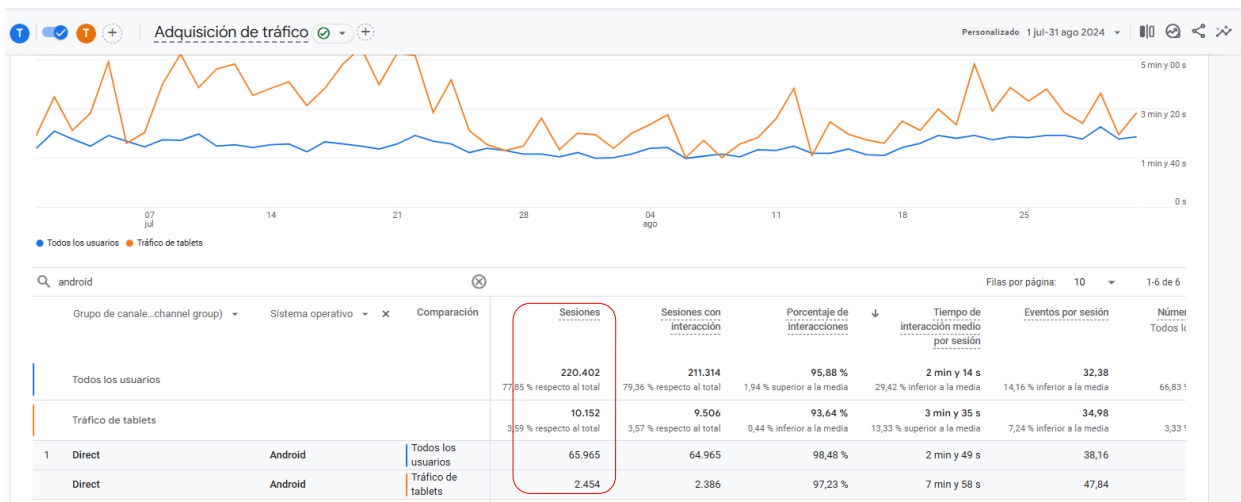 T
T
Adquisición de tráfico
Personalizado 1 jul-31 ago 2024
5 min y 00 s
3 min y 20 s
1 min y 40 s
0 s
07 14 21 28 04 11 18 25
jul ago
Todos los usuarios Tráfico de tablets
android
Filas por página: 10 1-6 de 6
Grupo de canale...channel group) Sistema operativo Comparación Sesiones Sesiones con Porcentaje de Tiempo de Eventos por sesión Númer
interacción interacciones interacción medio Todos lo
por sesión
220.402 211.314 95,88 % 2 min y 14 s 32,38
Todos los usuarios
77,85 % respecto al total 79,36 % respecto al total 1,94 % superior a la media 29,42 % inferior a la media 14,16 % inferior a la media 66,83 %
10.152 9.506 93,64 % 3 min y 35 s 34,98
Tráfico de tablets
3,59 % respecto al total 3,57 % respecto al total 0,44 % inferior a la media 13,33 % superior a la media 7,24 % inferior a la media 3,33
1 Direct Android Todos los usuarios 65.965 64.965 98,48 % 2 min y 49 s 38,16
Direct Android Tráfico de tablets 2.454 2.386 97,23 % 7 min y 58 s 47,84